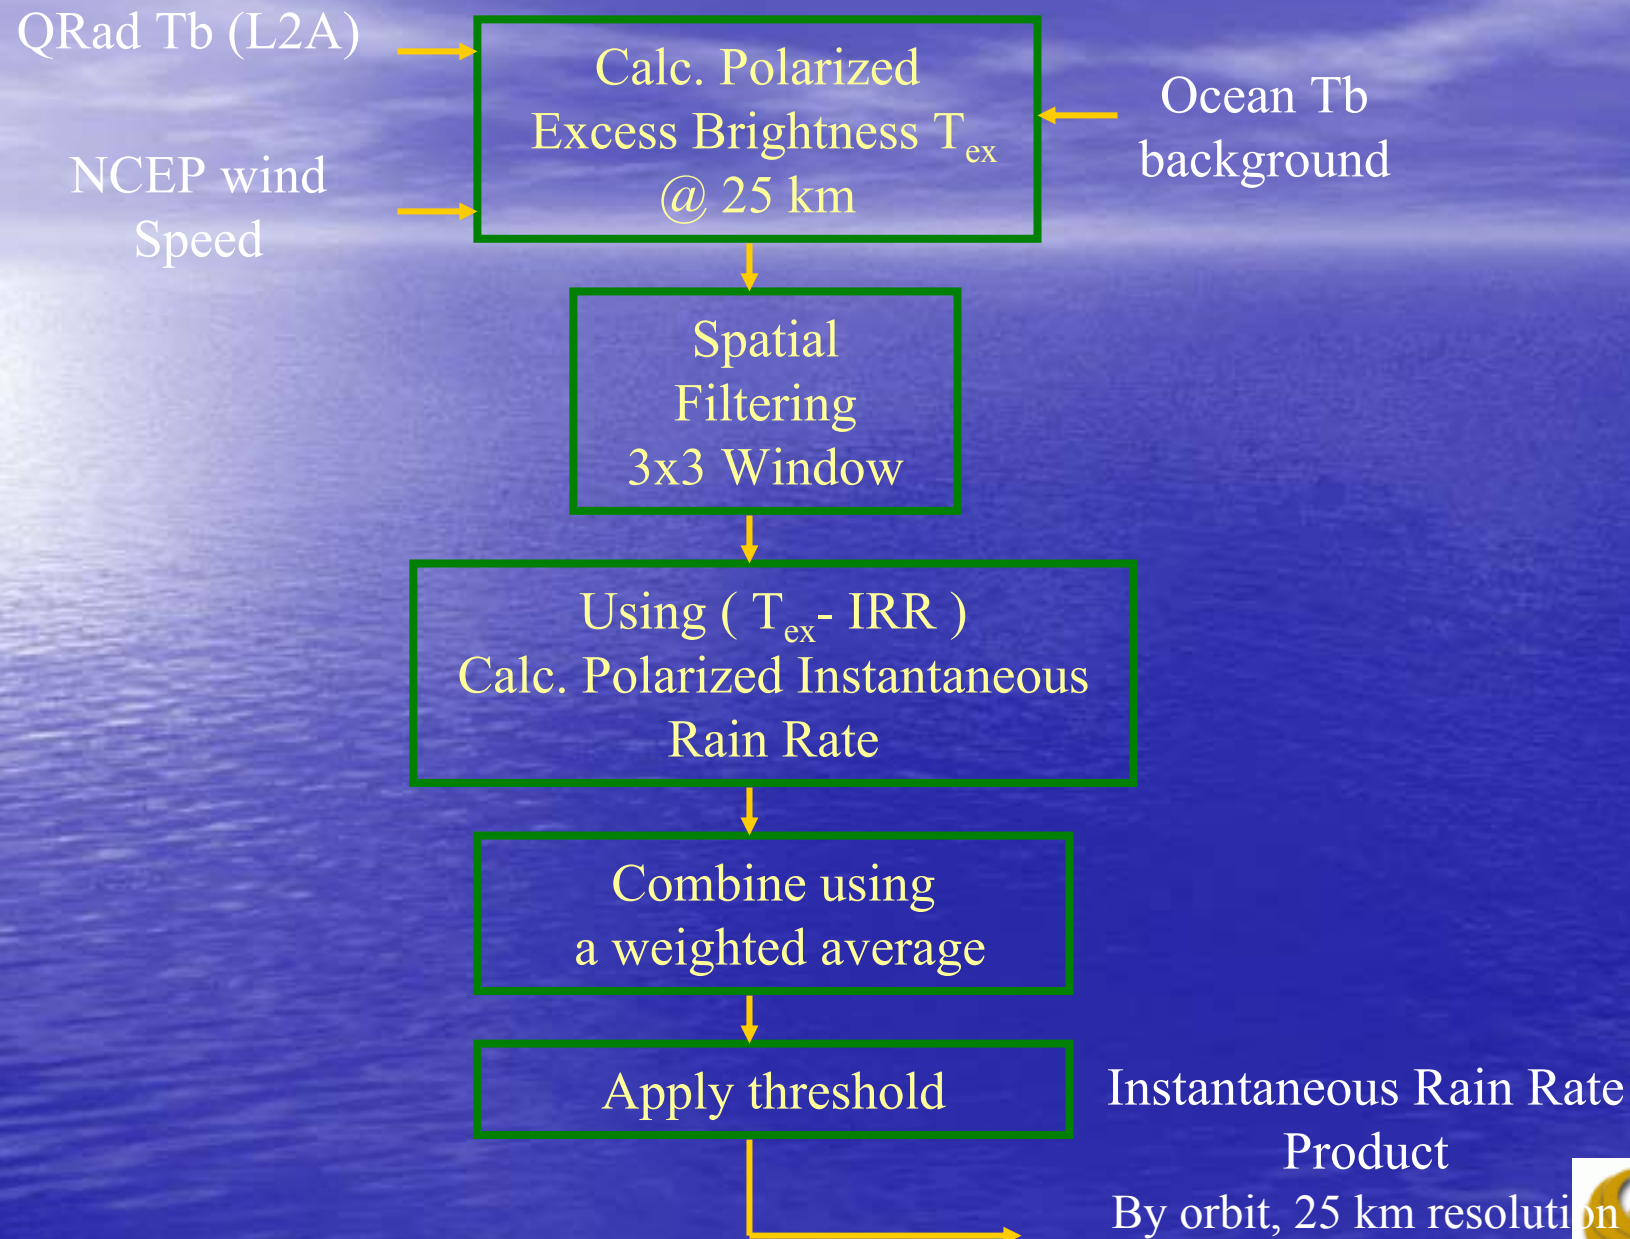 QRad Tb (L2A)
NCEP wind
Speed
Calc. Polarized
Excess Brightness Tex
@ 25 km
Ocean Tb
background
Spatial
Filtering
3x3 Window
Using ( Tex- IRR )
Calc. Polarized Instantaneous
Rain Rate
Combine using
a weighted average
Apply threshold
Instantaneous Rain Rate
Product
By orbit, 25 km resolution